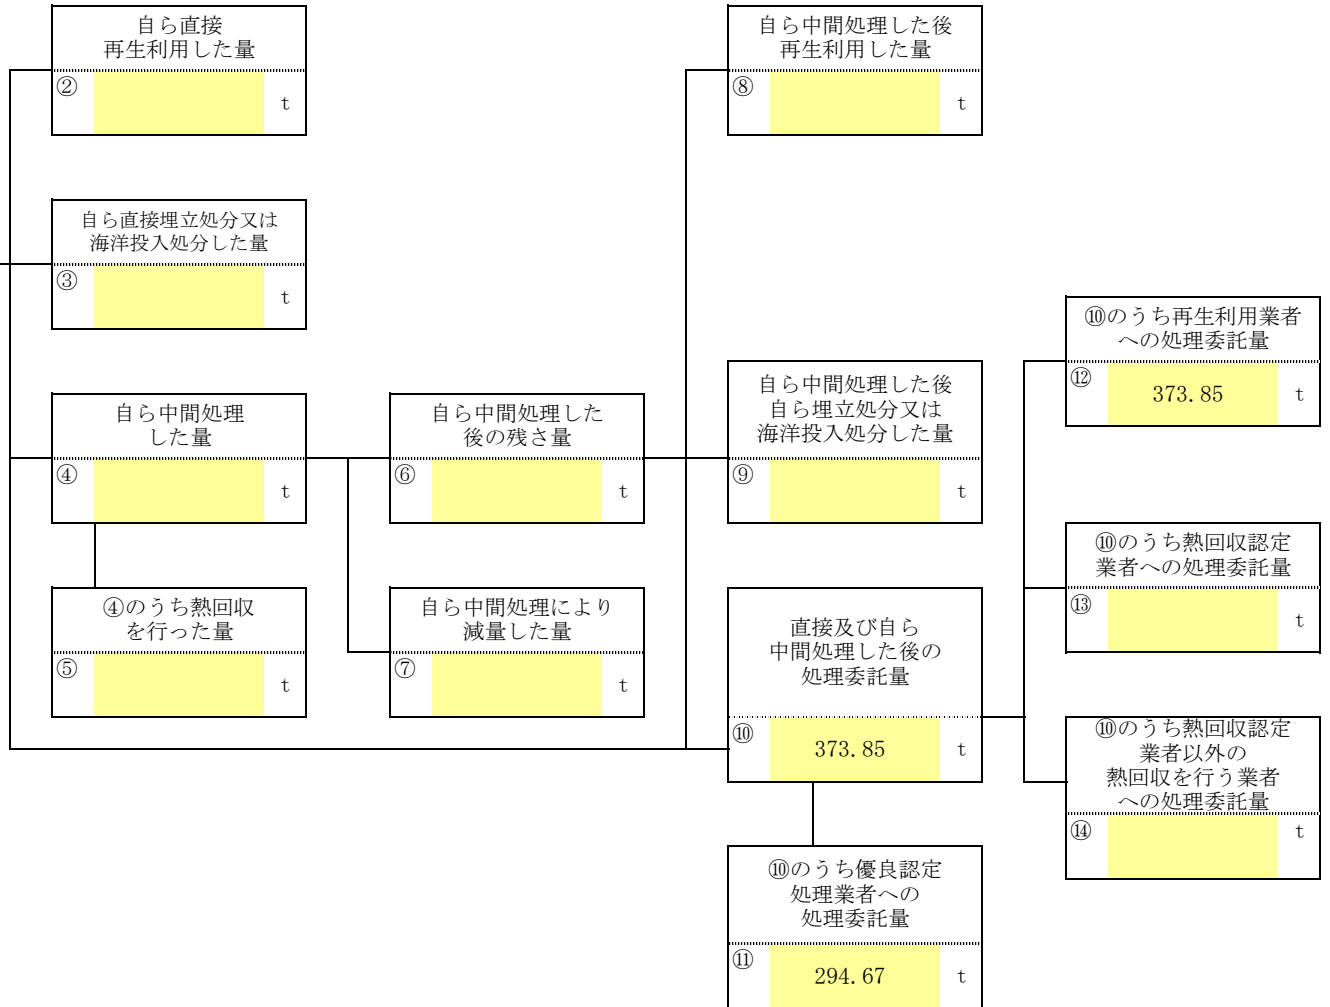 自ら直接
再生利用した量
②
t
自ら中間処理した後
再生利用した量
⑧
t
自ら直接埋立処分又は
海洋投入処分した量
③
t
⑩のうち再生利用業者
への処理委託量
⑫
373.85 t
自ら中間処理
した量
④
t
自ら中間処理した
後の残さ量
⑥
t
自ら中間処理した後
自ら埋立処分又は
海洋投入処分した量
⑨
t
⑩のうち熱回収認定
業者への処理委託量
⑬
t
④のうち熱回収
を行った量
⑤
t
自ら中間処理により
減量した量
⑦
t
直接及び自ら
中間処理した後の
処理委託量
⑩
373.85 t
⑩のうち熱回収認定
業者以外の
熱回収を行う業者
への処理委託量
⑭
t
⑩のうち優良認定
処理業者への
処理委託量
⑪
294.67 t